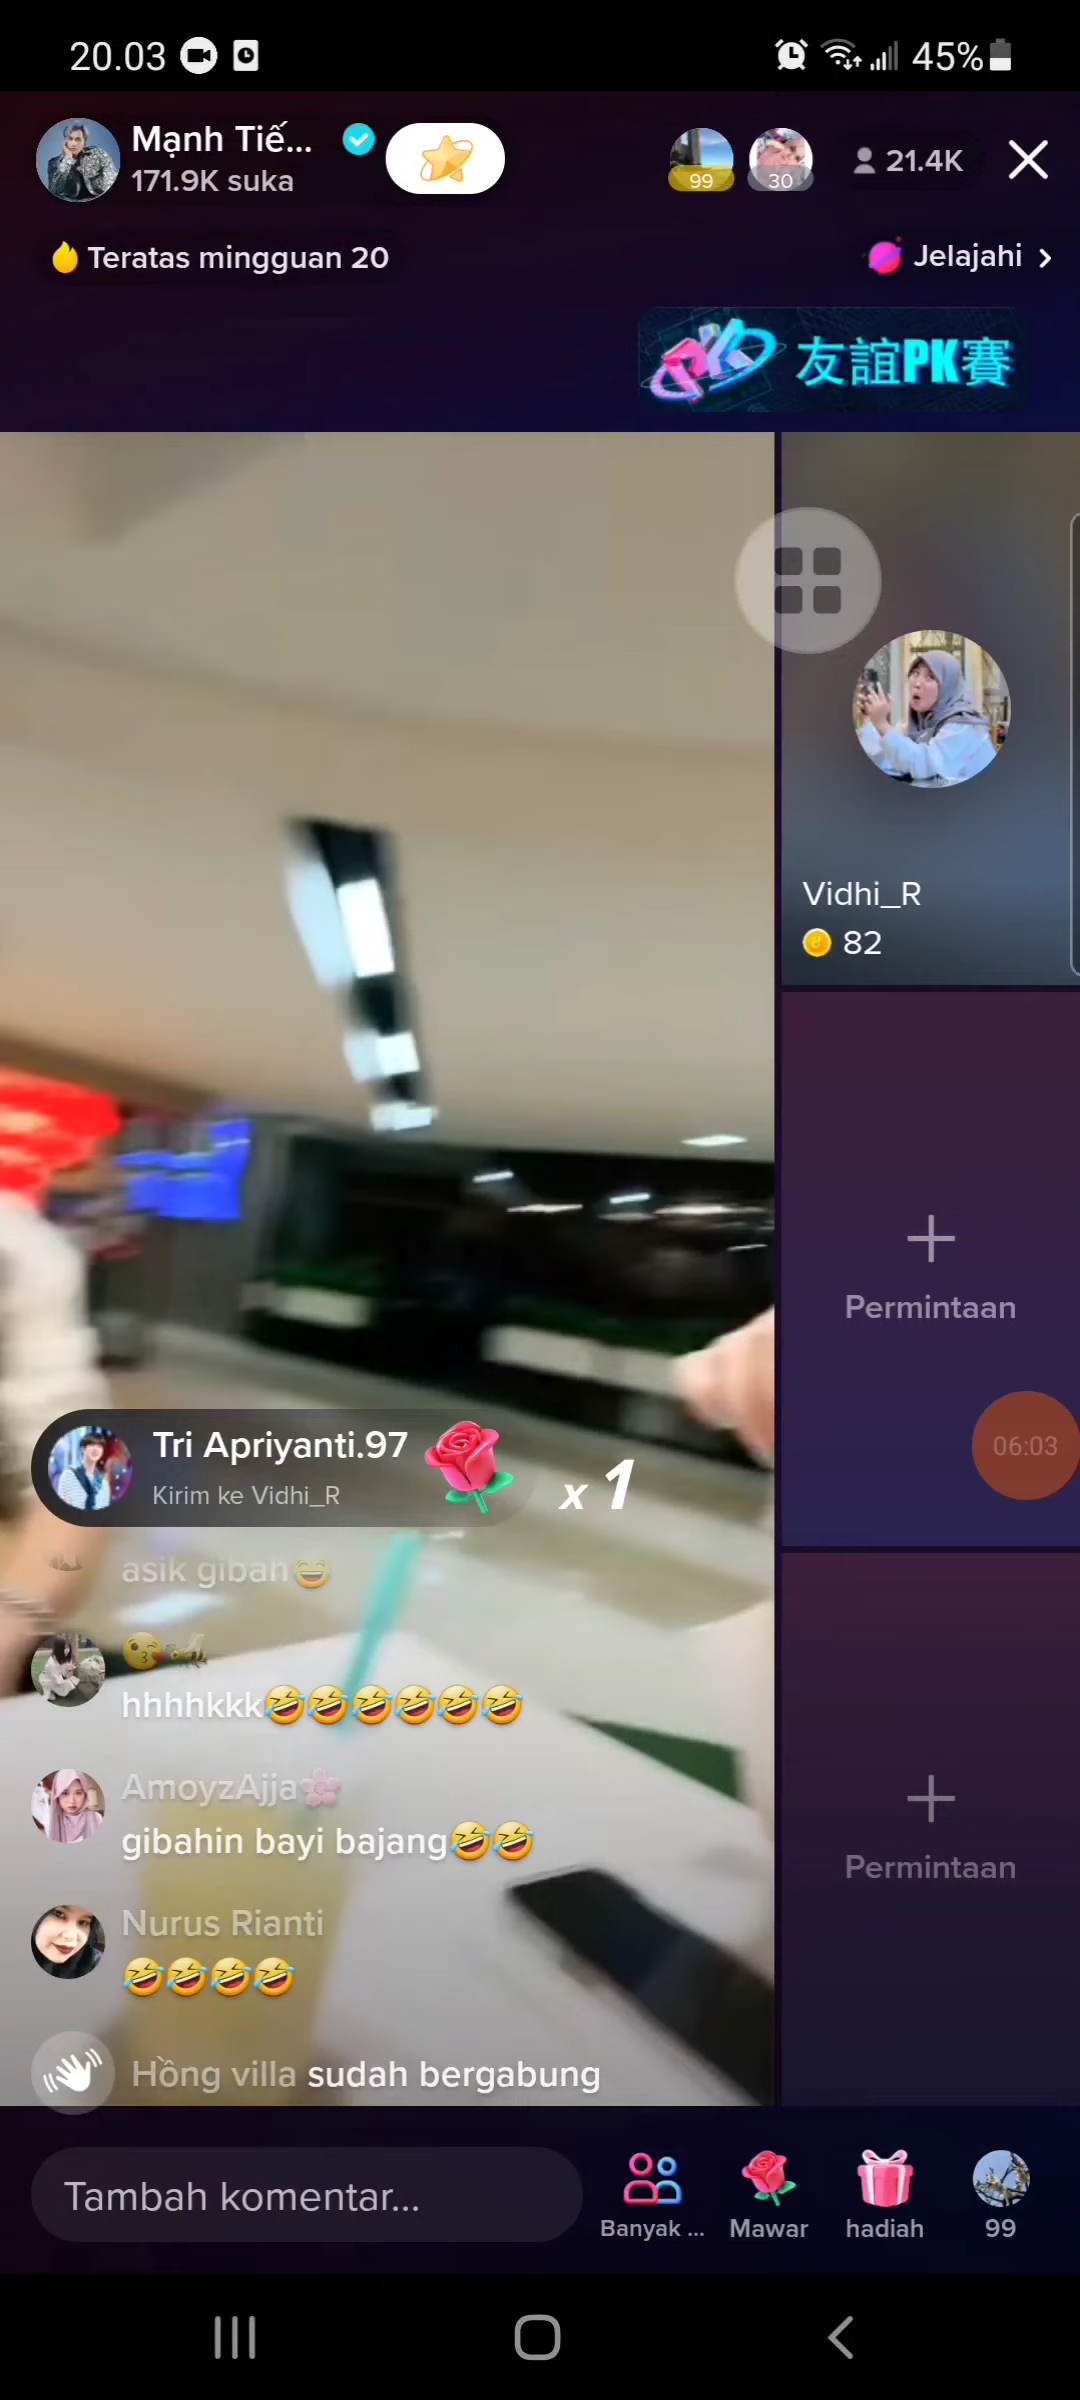 20.03
45%
Mạnh Tiế...
171.9K suka
99
30
21.4K
Teratas mingguan 20
Jelajahi
PK
友誼PK賽
Vidhi_R
82
Permintaan
06:03
Tri Apriyanti.97
Kirim ke Vidhi_R
x 1
asik gibah😂
😘🐝
hhhhkkk🤣🤣🤣🤣🤣🤣
AmoyzAjja🌸
gibahin bayi bajang🤣🤣
Permintaan
Nurus Rianti
🤣🤣🤣🤣
Hồng villa sudah bergabung
Tambah komentar...
Banyak ...
Mawar
hadiah
99